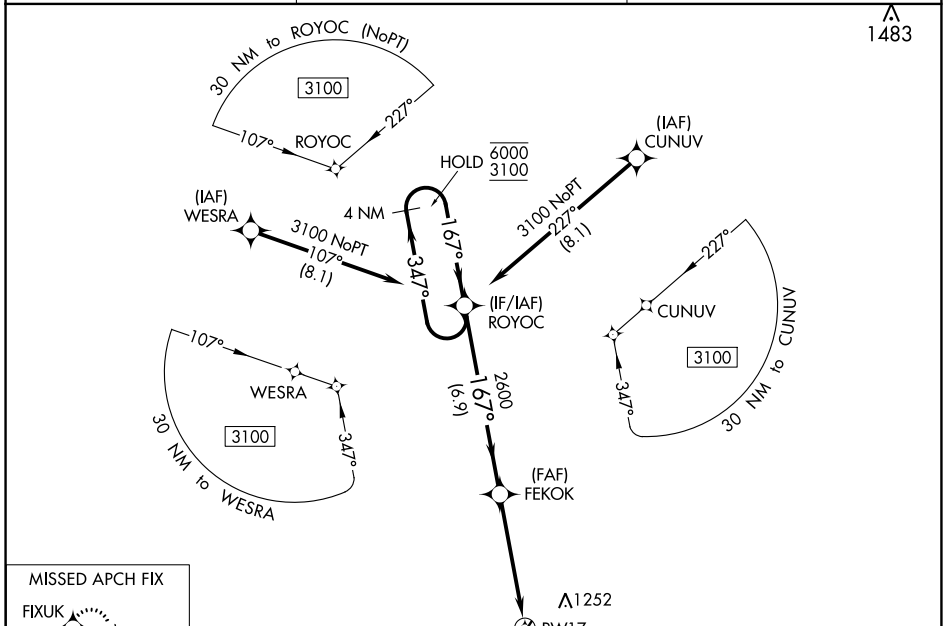 1483
30 NM to ROYOC (NoPT)
3100
107°
227°
ROYOC
(IAF)
CUNUV
HOLD 6000
3100
4 NM
(IAF)
WESRA
3100 NoPT
107°
(8.1)
3100 NoPT
227°
(8.1)
167°
347°
(IF/IAF)
ROYOC
227°
CUNUV
3100
347°
30 NM to CUNUV
107°
WESRA
3100
347°
30 NM to WESRA
2600
167°
(6.9)
(FAF)
FEKOK
MISSED APCH FIX
FIXUK
1252
RW17